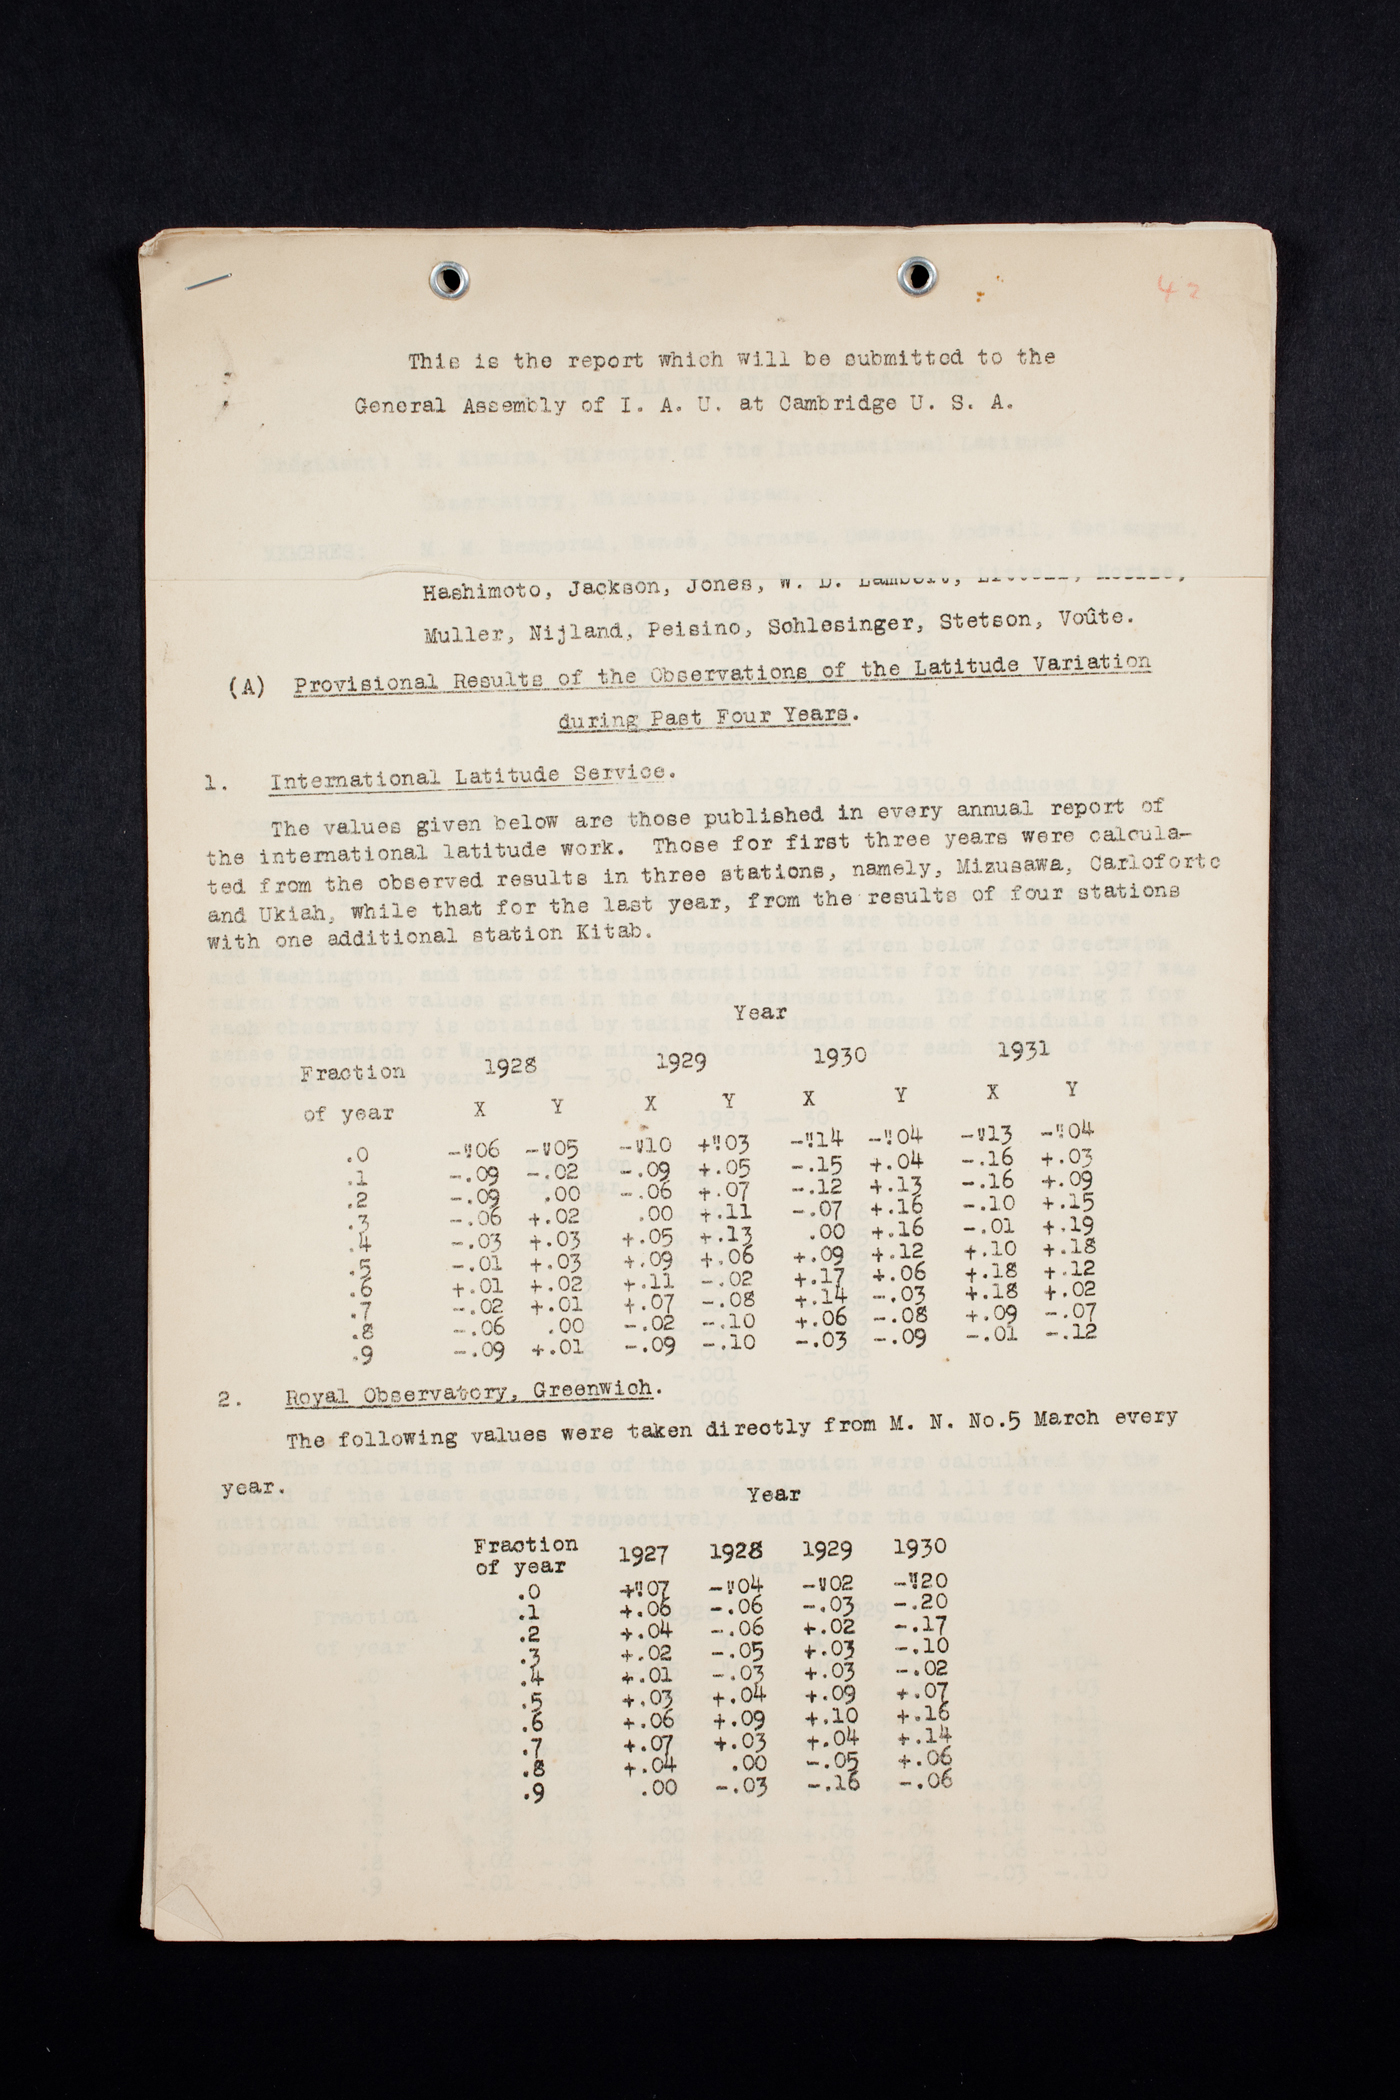 42
This is the report which will be submitted to the
General Assembly of I. A. U. at Cambridge U. S. A.
Hashimoto, Jackson, Jones, W. D. Lambert, Littell,
Muller, Nijland, Peisino, Schlesinger, Stetson, Voûte.
(A) Provisional Results of the Observations of the Latitude Variation
during Past Four Years.
1. International Latitude Service.
The values given below are those published in every annual report of
the international latitude work. Those for first three years were calcula-
ted from the observed results in three stations, namely, Mizusawa, Carloforte
and Ukiah, while that for the last year, from the results of four stations
with one additional station Kitab.
Year
Fraction 1928 1929 1930 1931
of year X Y X Y X Y X Y
.0 -".06 -".05 -".10 +".03 -".14 -".04 -".13 -".04
.1 -.09 -.02 -.09 +.05 -.15 +.04 -.16 +.03
.2 -.09 .00 -.06 +.07 -.12 +.13 -.16 +.09
.3 -.06 +.02 .00 +.11 -.07 +.16 -.10 +.15
.4 -.03 +.03 +.05 +.13 .00 +.16 -.01 +.19
.5 -.01 +.03 +.09 +.06 +.09 +.12 +.10 +.18
.6 +.01 +.02 +.11 -.02 +.17 +.06 +.18 +.12
.7 -.02 +.01 +.07 -.08 +.14 -.03 +.18 +.02
.8 -.06 .00 -.02 -.10 +.06 -.08 +.09 -.07
.9 -.09 +.01 -.09 -.10 -.03 -.09 -.01 -.12
2. Royal Observatory, Greenwich.
The following values were taken directly from M. N. No.5 March every
year.
Year
Fraction
of year 1927 1928 1929 1930
.0 +".07 -".04 -".02 -".20
.1 +.06 -.06 -.03 -.20
.2 +.04 -.06 +.02 -.17
.3 +.02 -.05 +.03 -.10
.4 +.01 -.03 +.03 -.02
.5 +.03 +.04 +.09 +.07
.6 +.06 +.09 +.10 +.16
.7 +.07 +.03 +.04 +.14
.8 +.04 .00 -.05 +.06
.9 .00 -.03 -.16 -.06